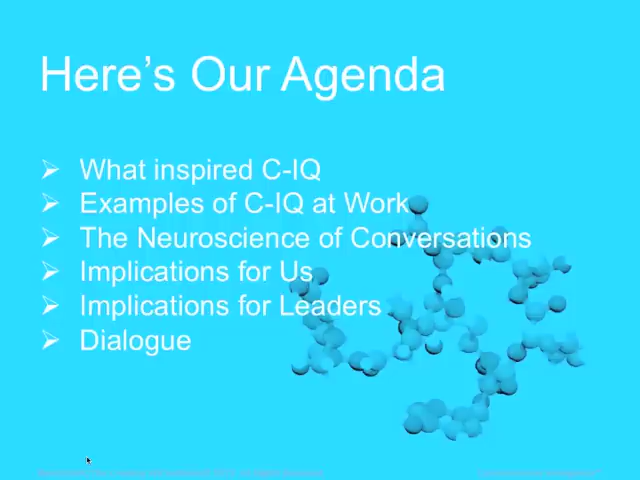 Here's Our Agenda
➢ What inspired C-IQ
➢ Examples of C-IQ at Work
➢ The Neuroscience of Conversations
➢ Implications for Us
➢ Implications for Leaders
➢ Dialogue